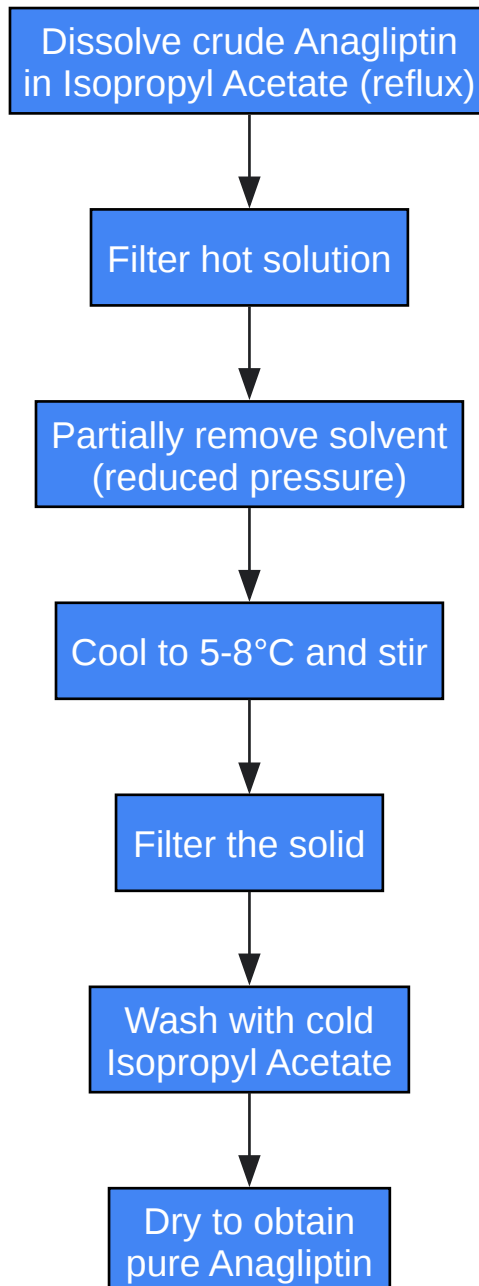 Dissolve crude Anagliptin
in Isopropyl Acetate (reflux)
Filter hot solution
Partially remove solvent
(reduced pressure)
Cool to 5-8°C and stir
Filter the solid
Wash with cold
Isopropyl Acetate
Dry to obtain
pure Anagliptin